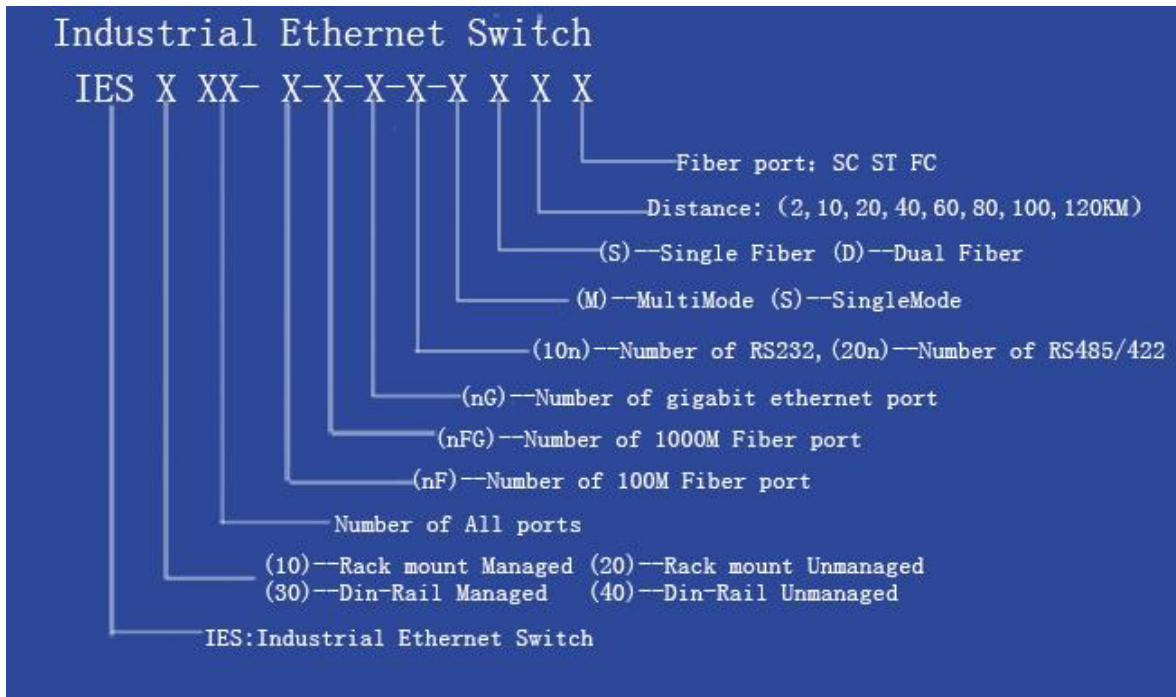 Industrial Ethernet Switch
IES X XX- X-X-X-X-X X X X
Fiber port: SC ST FC
Distance: (2,10,20,40,60,80,100,120KM)
(S)--Single Fiber (D)--Dual Fiber
(M)--MultiMode (S)--SingleMode
(10n)--Number of RS232,(20n)--Number of RS485/422
(nG)--Number of gigabit ethernet port
(nFG)--Number of 1000M Fiber port
(nF)--Number of 100M Fiber port
Number of All ports
(10)--Rack mount Managed (20)--Rack mount Unmanaged
(30)--Din-Rail Managed (40)--Din-Rail Unmanaged
IES:Industrial Ethernet Switch